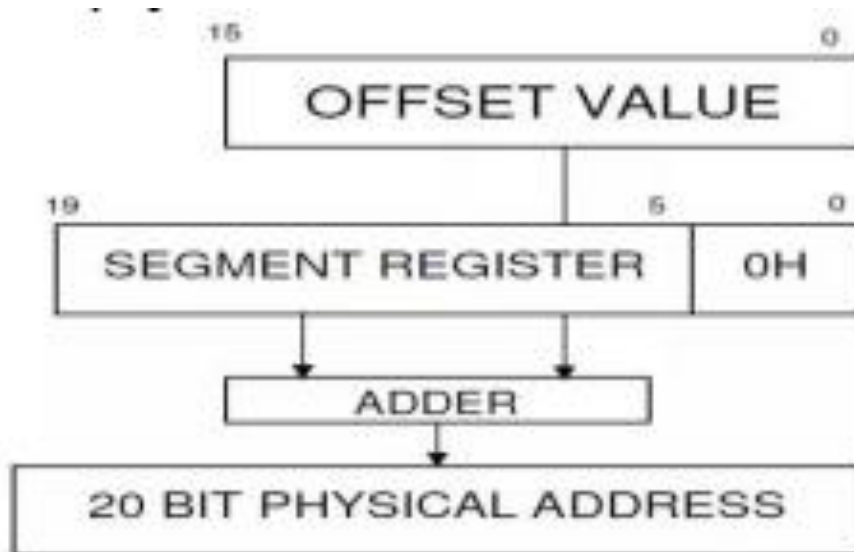 15 0
OFFSET VALUE
19 5 0
SEGMENT REGISTER 0H
ADDER
20 BIT PHYSICAL ADDRESS